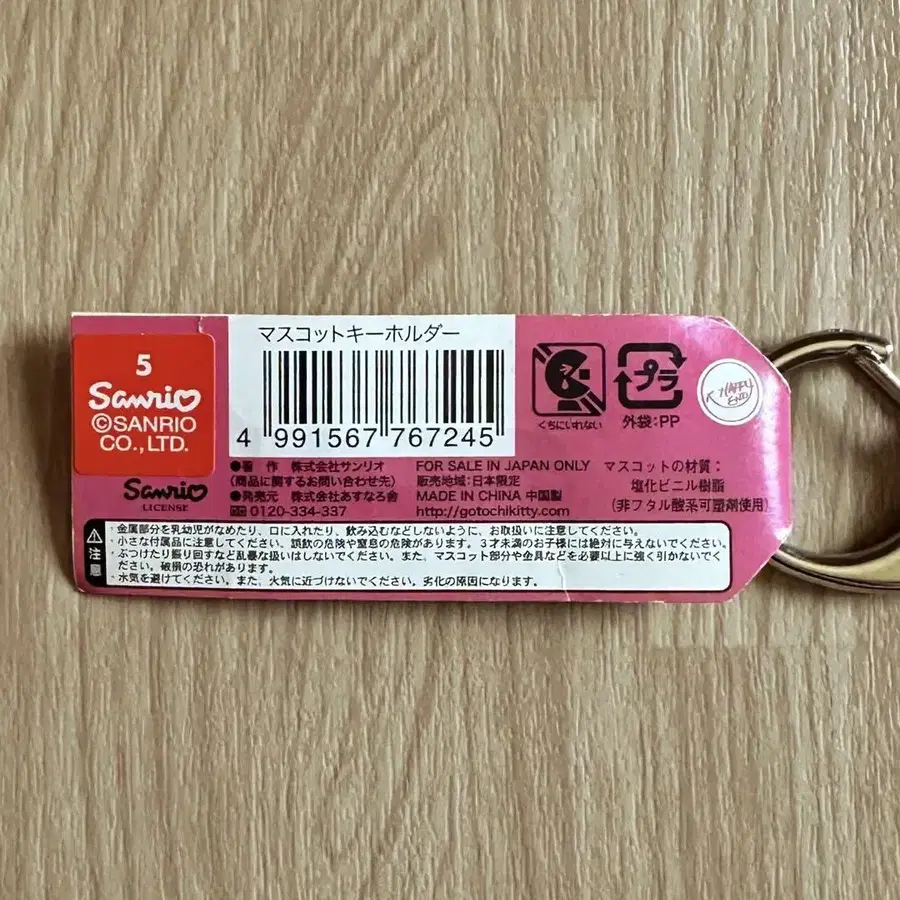 5
Sanrio
©SANRIO
CO.,LTD.
Sanrio
LICENSE
マスコットキーホルダー
4 991567 767245
くちにいれない
プラ
外袋:PP
HAPPY
END
●著 作 株式会社サンリオ
(商品に関するお問い合わせ先)
●発売元 株式会社あすなろ舎
0120-334-337
FOR SALE IN JAPAN ONLY
販売地域:日本限定
MADE IN CHINA 中国製
http://gotochikitty.com
マスコットの材質:
塩化ビニル樹脂
(非フタル酸系可塑剤使用)
注意
・金属部分を乳幼児がなめたり、口に入れたり、飲み込むなどしないように、お取扱いに注意してください。
・小さな付属品に注意してください。誤飲の危険や窒息の危険があります。3才未満のお子様には絶対に与えないでください。
・ぶつけたり振り回すなど乱暴な扱いはしないでください。また、マスコット部分や金具などを必要以上に強く引かないで
ください。破損の恐れがあります。
・水気を避けてください。また、火気に近づけないでください。劣化の原因になります。